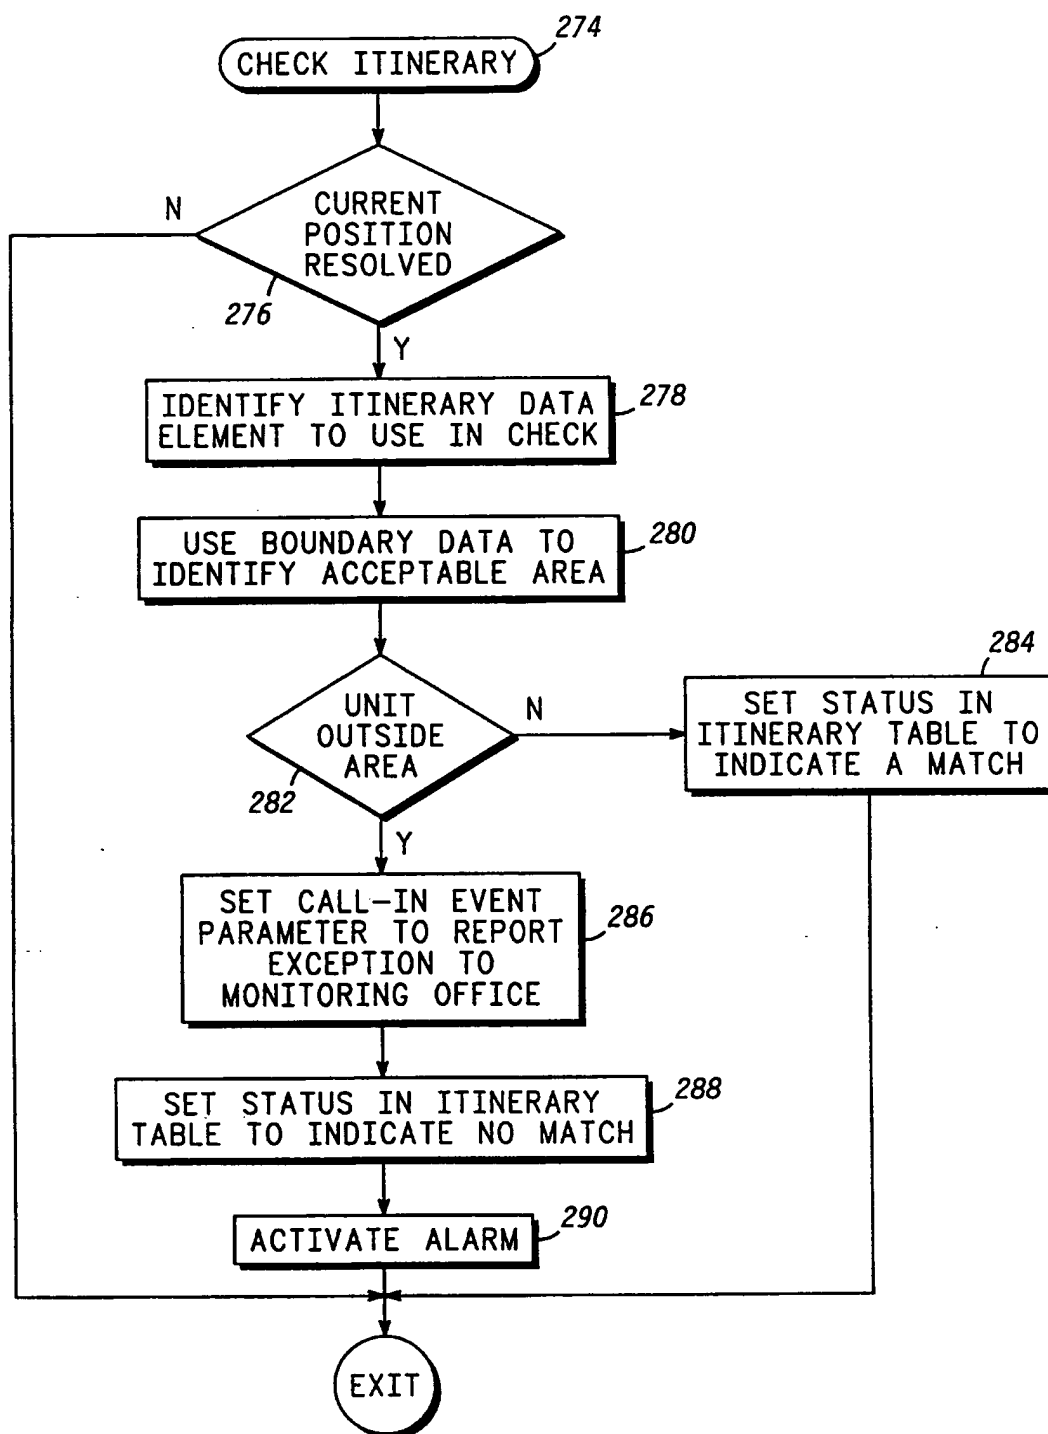 274
CHECK ITINERARY
N
CURRENT
POSITION
RESOLVED
276
Y
IDENTIFY ITINERARY DATA
ELEMENT TO USE IN CHECK
278
USE BOUNDARY DATA TO
IDENTIFY ACCEPTABLE AREA
280
UNIT
OUTSIDE
AREA
282
N
284
SET STATUS IN
ITINERARY TABLE TO
INDICATE A MATCH
Y
SET CALL-IN EVENT
PARAMETER TO REPORT
EXCEPTION TO
MONITORING OFFICE
286
SET STATUS IN ITINERARY
TABLE TO INDICATE NO MATCH
288
ACTIVATE ALARM
290
EXIT